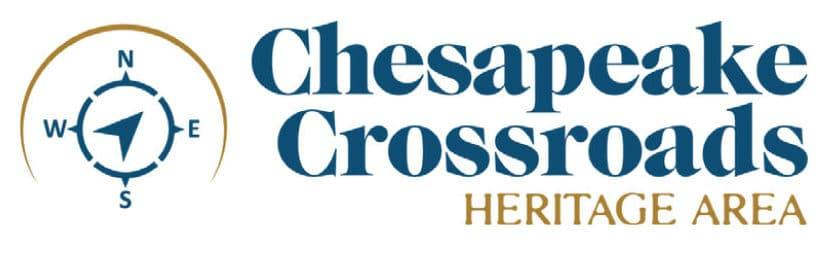 N
W E
S
Chesapeake
Crossroads
HERITAGE AREA